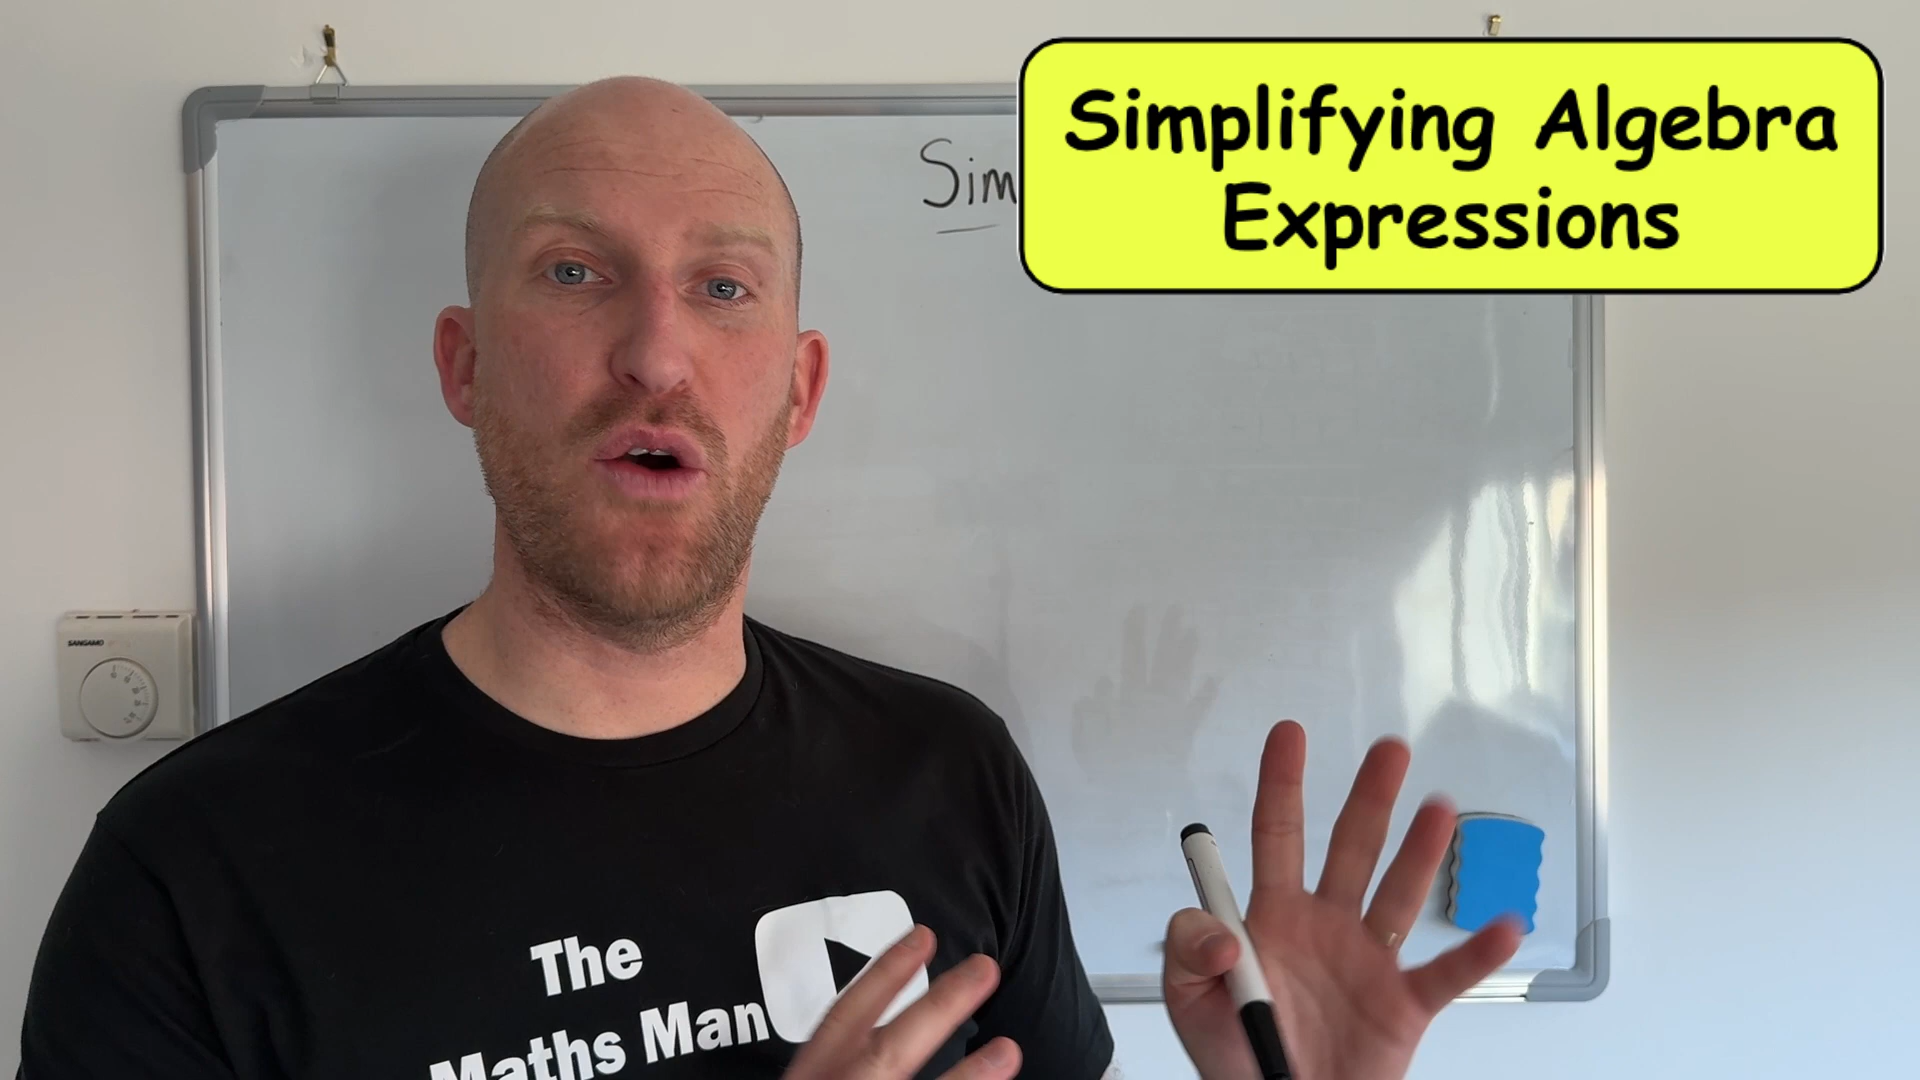 Simplifying Algebra
Expressions
Sim
SANGAMO
The
Maths Man